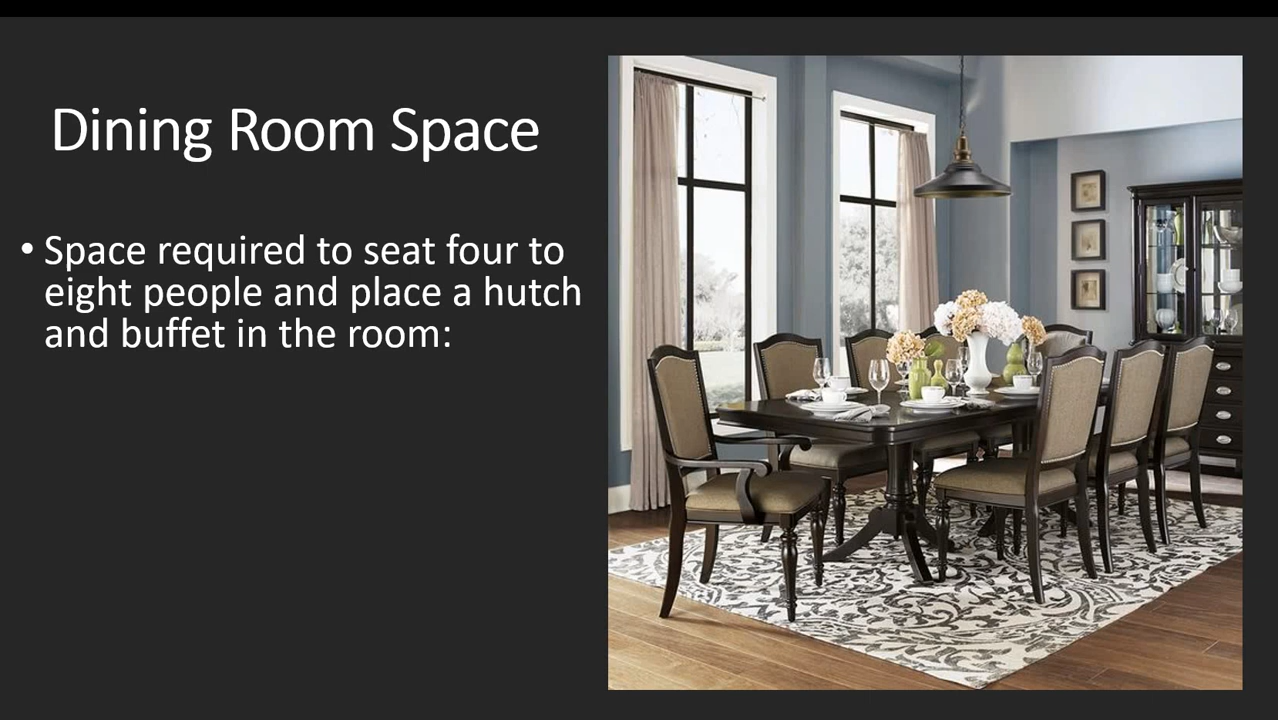 Dining Room Space
• Space required to seat four to
eight people and place a hutch
and buffet in the room: